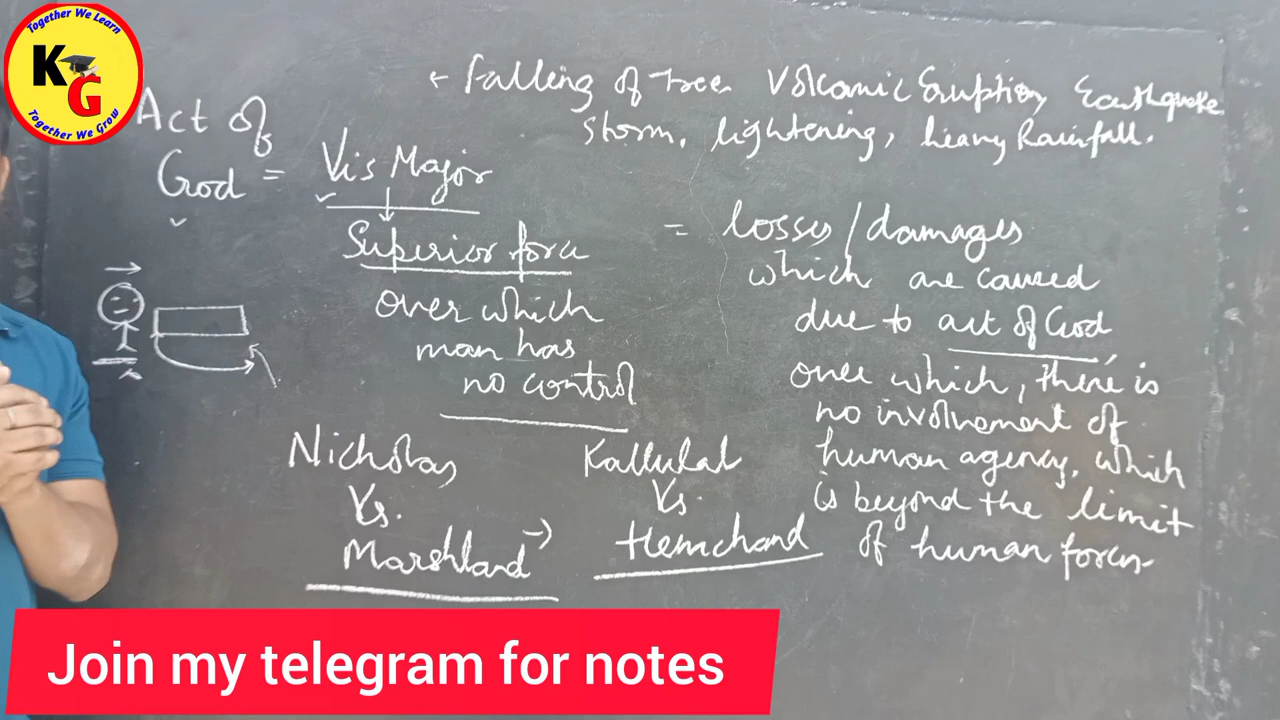 Together We Learn
KG
Together We Grow
Act of
God = Vis Major
Superior force
over which
man has
no control
Falling of Tree Volcanic Eruption Earthquake
Storm, lightening, heavy Rainfall.
= losses/damages
which are caused
due to act of God
over which, there is
no involvement of
human agency, which
is beyond the limit
of human forces
Nicholas
Vs.
Marshland →
Kallulal
Vs.
Hemchand
Join my telegram for notes